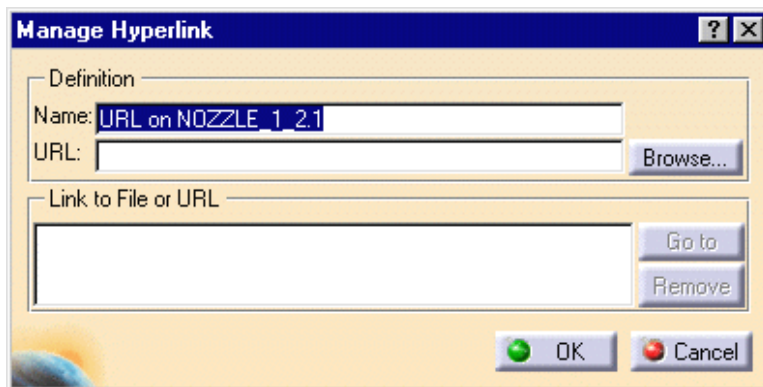 Manage Hyperlink
?
Definition
Name: URL on NOZZLE_1_2.1
URL:
Browse...
Link to File or URL
Go to
Remove
OK Cancel